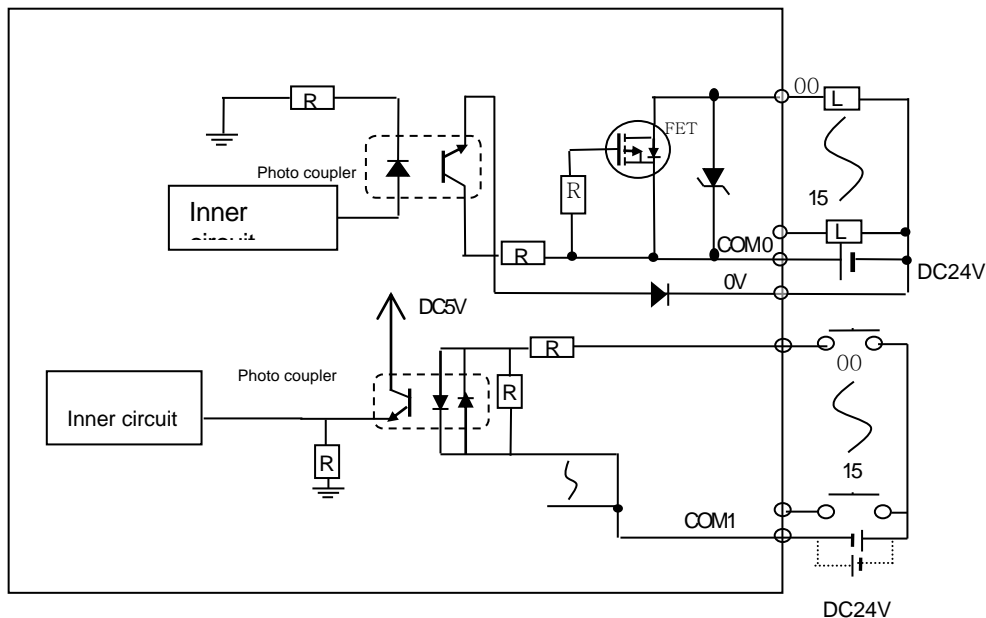 00
R
L
FET
Photo coupler
R
15
Inner
COM0
L
R
DC24V
0V
DC5V
R
00
Photo coupler
R
Inner circuit
R
15
COM1
DC24V